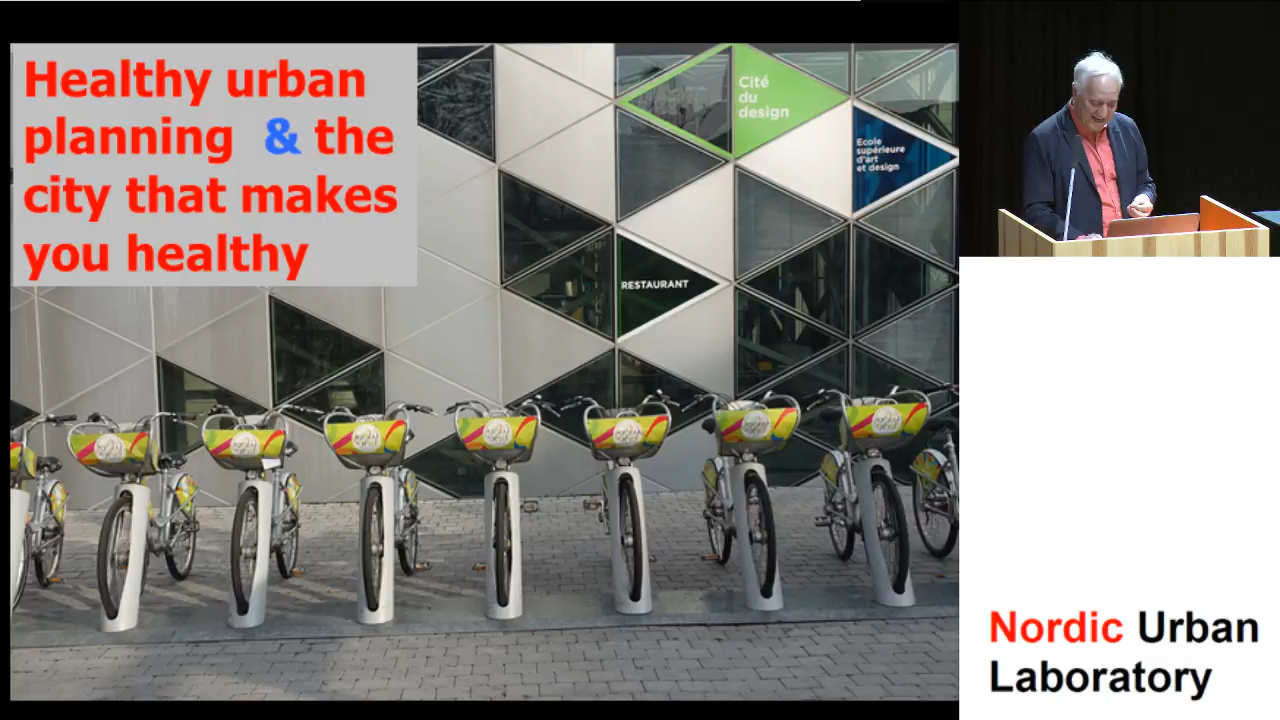 Healthy urban
planning & the
city that makes
you healthy
Cité
du
design
Ecole
supérieure
d'art
et design
RESTAURANT
Nordic Urban
Laboratory